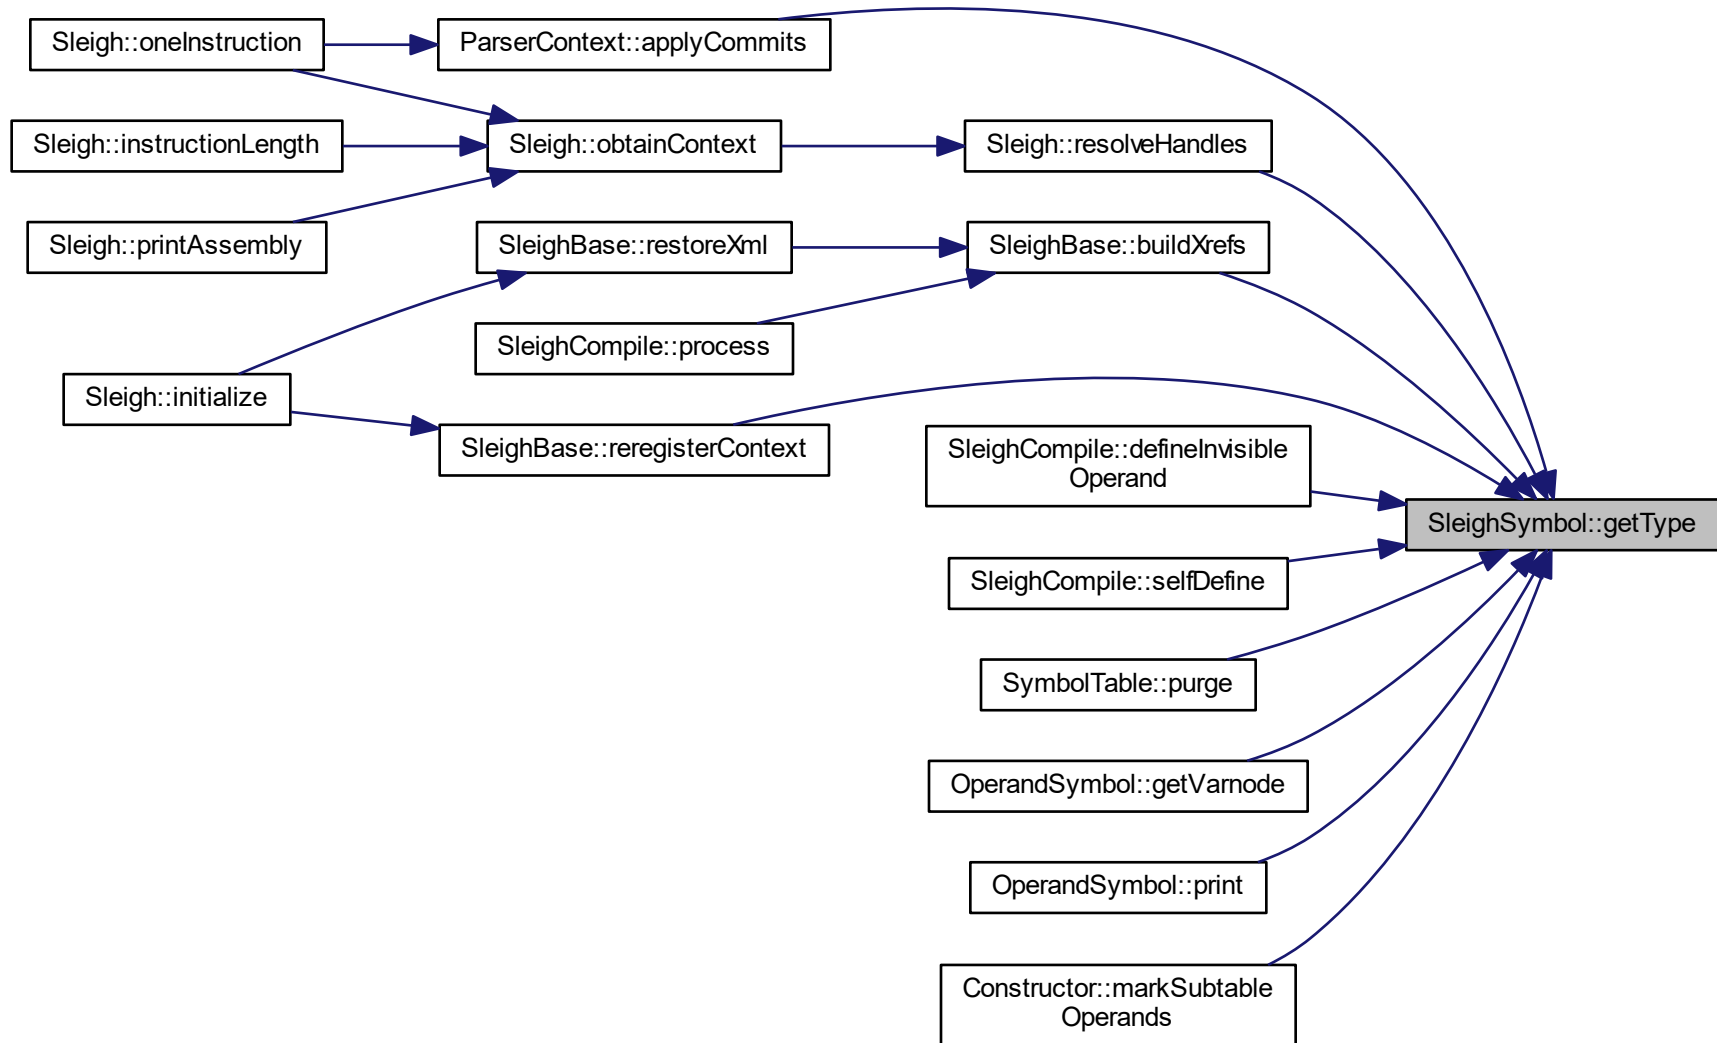 Sleigh::oneInstruction
ParserContext::applyCommits
Sleigh::instructionLength
Sleigh::obtainContext
Sleigh::resolveHandles
Sleigh::printAssembly
SleighBase::restoreXml
SleighBase::buildXrefs
SleighCompile::process
Sleigh::initialize
SleighBase::reregisterContext
SleighCompile::defineInvisible
Operand
SleighSymbol::getType
SleighCompile::selfDefine
SymbolTable::purge
OperandSymbol::getVarnode
OperandSymbol::print
Constructor::markSubtable
Operands